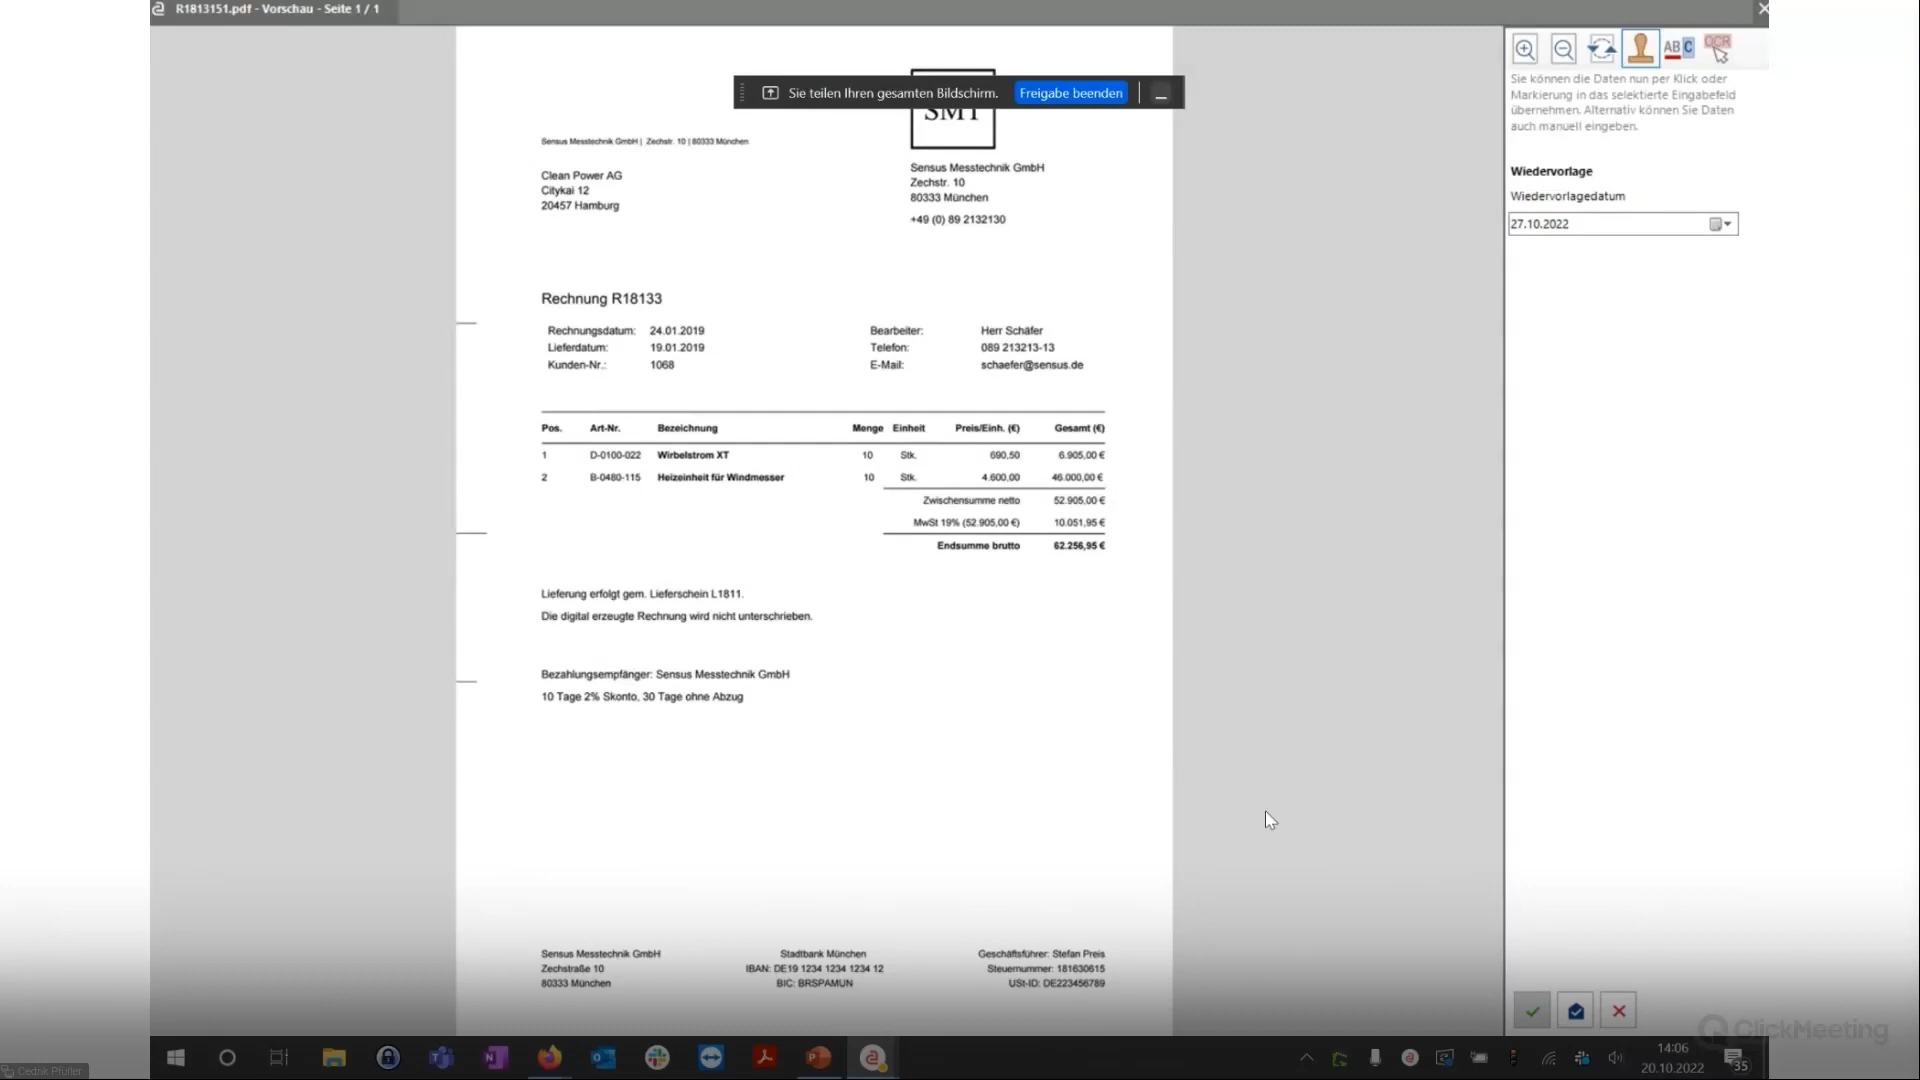 R1813151.pdf - Vorschau - Seite 1 / 1
Sie teilen Ihren gesamten Bildschirm. Freigabe beenden
SMT
Sensus Messtechnik GmbH | Zechstr. 10 | 80333 München
Clean Power AG
Citykai 12
20457 Hamburg
Sensus Messtechnik GmbH
Zechstr. 10
80333 München
+49 (0) 89 2132130
Rechnung R18133
Rechnungsdatum: 24.01.2019 Bearbeiter: Herr Schäfer
Lieferdatum: 19.01.2019 Telefon: 089 213213-13
Kunden-Nr.: 1068 E-Mail: schaefer@sensus.de
Pos. Art-Nr. Bezeichnung Menge Einheit Preis/Einh. (€) Gesamt (€)
1 D-0100-022 Wirbelstrom XT 10 Stk. 690,50 6.905,00 €
2 B-0480-115 Heizeinheit für Windmesser 10 Stk. 4.600,00 46.000,00 €
Zwischensumme netto 52.905,00 €
MwSt 19% (52.905,00 €) 10.051,95 €
Endsumme brutto 62.256,95 €
Lieferung erfolgt gem. Lieferschein L1811.
Die digital erzeugte Rechnung wird nicht unterschrieben.
Bezahlungsempfänger: Sensus Messtechnik GmbH
10 Tage 2% Skonto, 30 Tage ohne Abzug
Sensus Messtechnik GmbH Stadtbank München Geschäftsführer: Stefan Preis
Zechstraße 10 IBAN: DE19 1234 1234 1234 12 Steuernummer: 181630615
80333 München BIC: BRSPAMUN USt-ID: DE223456789
ABC
OCR
Sie können die Daten nun per Klick oder
Markierung in das selektierte Eingabefeld
übernehmen. Alternativ können Sie Daten
auch manuell eingeben.
Wiedervorlage
Wiedervorlagedatum
27.10.2022
ClickMeeting
14:06
20.10.2022
35
Cedrik Pfüller